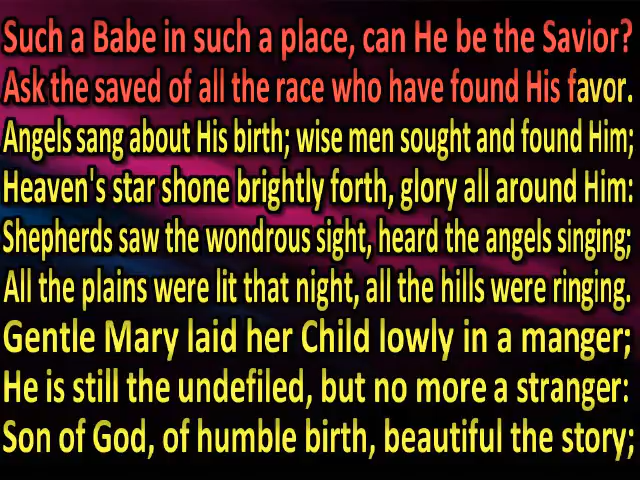 Such a Babe in such a place, can He be the Savior?
Ask the saved of all the race who have found His favor.
Angels sang about His birth; wise men sought and found Him;
Heaven's star shone brightly forth, glory all around Him:
Shepherds saw the wondrous sight, heard the angels singing;
All the plains were lit that night, all the hills were ringing.
Gentle Mary laid her Child lowly in a manger;
He is still the undefiled, but no more a stranger:
Son of God, of humble birth, beautiful the story;